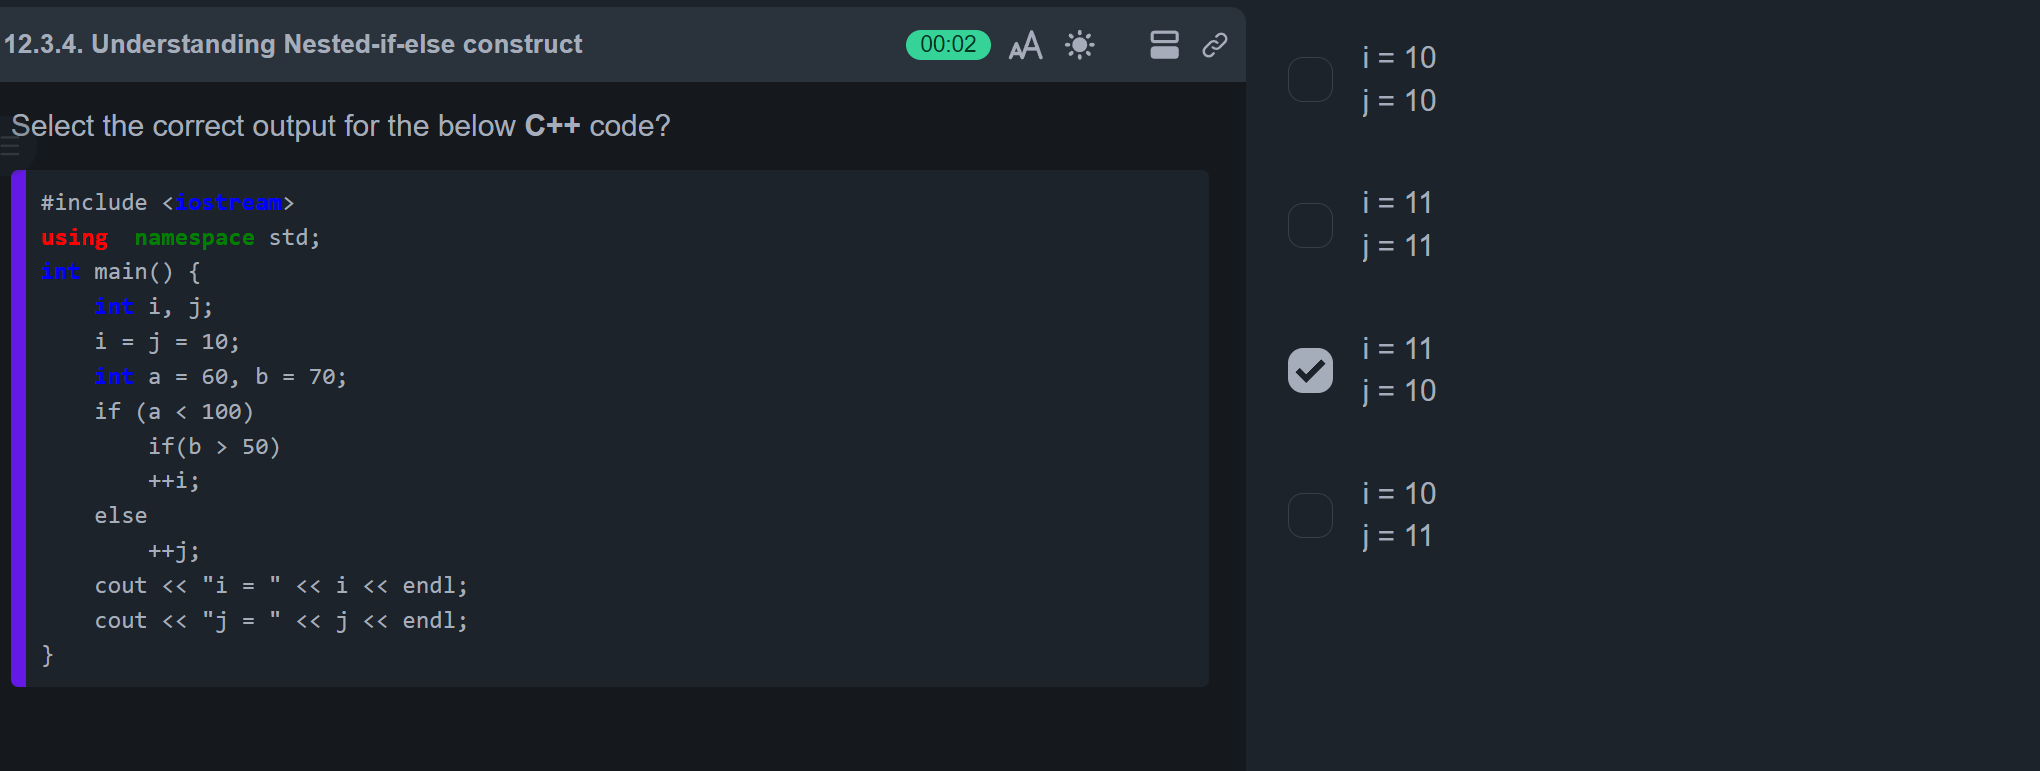 12.3.4. Understanding Nested-if-else construct
00:02
AA
Select the correct output for the below C++ code?
#include <iostream>
using  namespace std;
int main() {
    int i, j;
    i = j = 10;
    int a = 60, b = 70;
    if (a < 100)
        if(b > 50)
        ++i;
    else
        ++j;
    cout << "i = " << i << endl;
    cout << "j = " << j << endl;
}
i = 10
j = 10
i = 11
j = 11
i = 11
j = 10
i = 10
j = 11